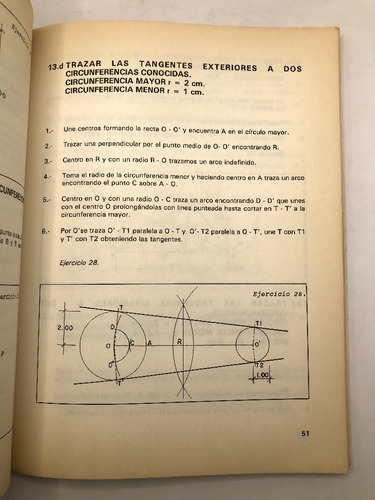 13.d TRAZAR LAS TANGENTES EXTERIORES A DOS
CIRCUNFERENCIAS CONOCIDAS.
CIRCUNFERENCIA MAYOR r = 2 cm.
CIRCUNFERENCIA MENOR r = 1 cm.
1.- Une centros formando la recta O - O' y encuentra A en el círculo mayor.
2.- Trazar una perpendicular por el punto medio de O- O' encontrando R.
3.- Centro en R y con un radio R - O trazamos un arco indefinido.
4.- Toma el radio de la circunferencia menor y haciendo centro en A traza un arco
encontrando el punto C sobre A - O.
5.- Centro en O y con una radio O - C traza un arco encontrando D - D' que unes
con el centro O prolongándolas con línea punteada hasta cortar en T - T' a la
circunferencia mayor.
6.- Por O'se traza O' - T1 paralela a O - T y O'- T2 paralela a O - T', une T con T1
y T' con T2 obteniendo las tangentes.
Ejercicio 28.
Ejercicio 26.
T
T1
2.00
D
O
C
A
R
O'
D'
T2
T'
1.00
51